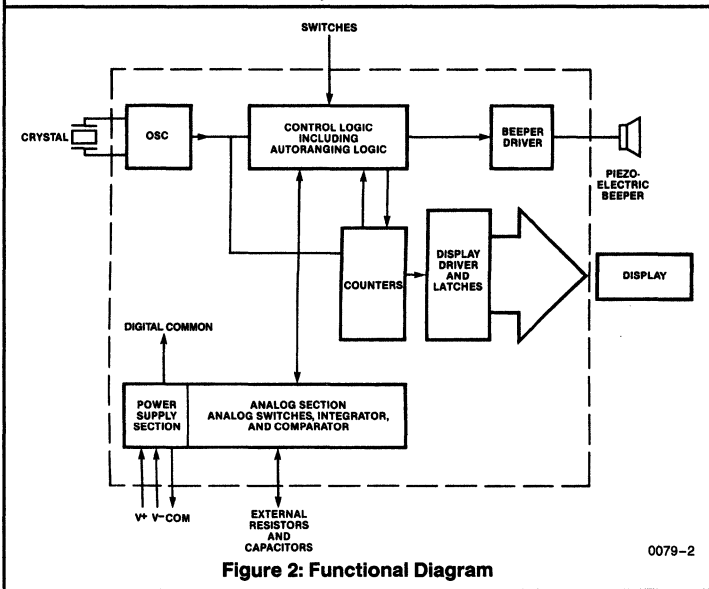 SWITCHES
CRYSTAL
OSC
CONTROL LOGIC
INCLUDING
AUTORANGING LOGIC
BEEPER
DRIVER
PIEZO-
ELECTRIC
BEEPER
COUNTERS
DISPLAY
DRIVER
AND
LATCHES
DISPLAY
DIGITAL COMMON
POWER
SUPPLY
SECTION
ANALOG SECTION
ANALOG SWITCHES, INTEGRATOR,
AND COMPARATOR
V+ V- COM
EXTERNAL
RESISTORS
AND
CAPACITORS
0079-2
Figure 2: Functional Diagram